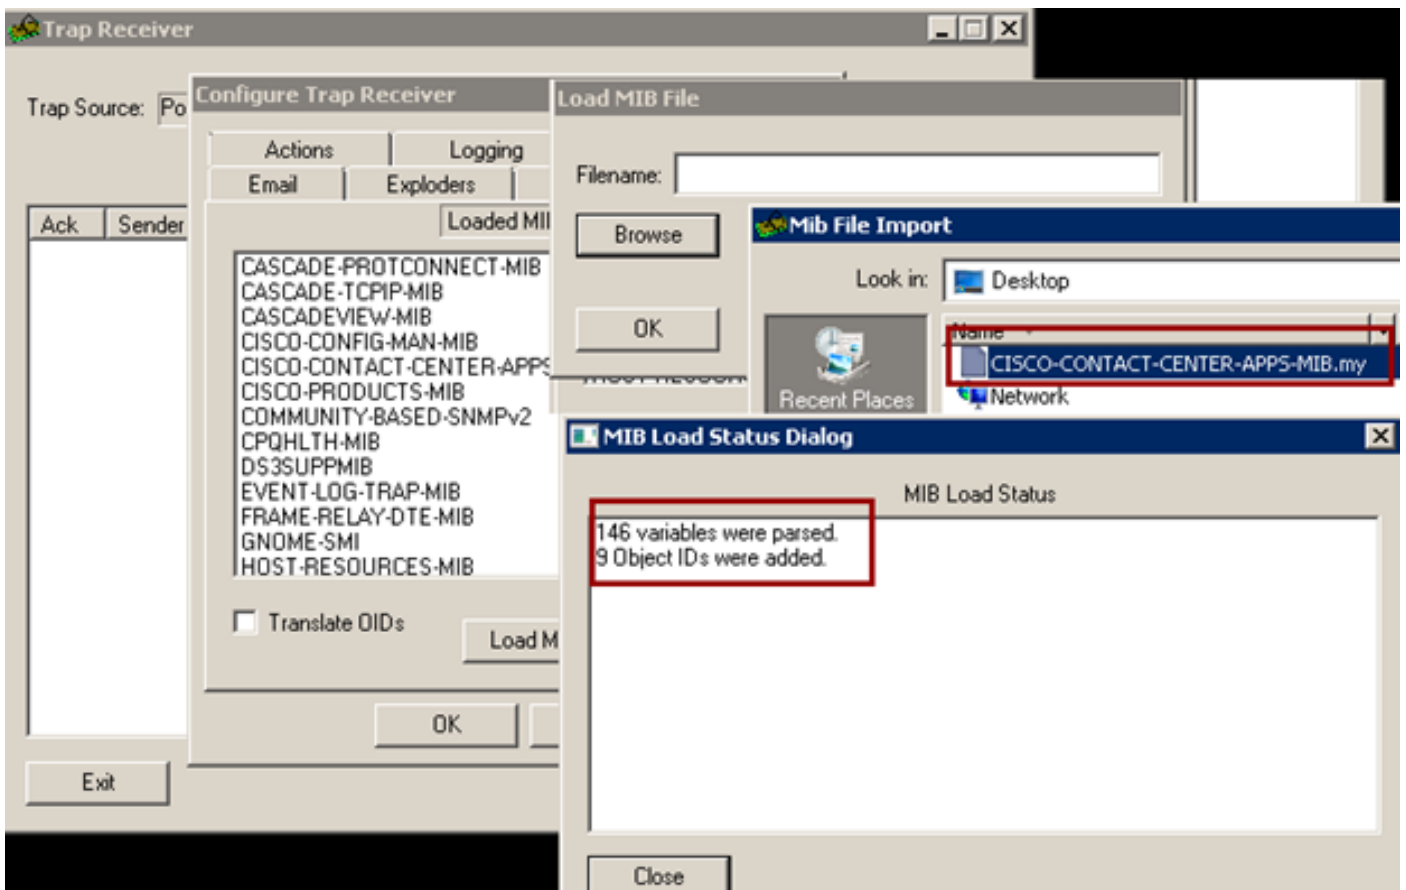 Trap Receiver
Trap Source: Po
Ack Sender
Exit
Configure Trap Receiver
Actions Logging
Email Exploders
Loaded MI
CASCADE-PROTCONNECT-MIB
CASCADE-TCPIP-MIB
CASCADEVIEW-MIB
CISCO-CONFIG-MAN-MIB
CISCO-CONTACT-CENTER-APPS
CISCO-PRODUCTS-MIB
COMMUNITY-BASED-SNMPv2
CPQHLTH-MIB
DS3SUPPMIB
EVENT-LOG-TRAP-MIB
FRAME-RELAY-DTE-MIB
GNOME-SMI
HOST-RESOURCES-MIB
Translate OIDs
Load M
OK
Load MIB File
Filename:
Browse
OK
Mib File Import
Look in: Desktop
Name
CISCO-CONTACT-CENTER-APPS-MIB.my
Network
Recent Places
MIB Load Status Dialog
MIB Load Status
146 variables were parsed.
9 Object IDs were added.
Close